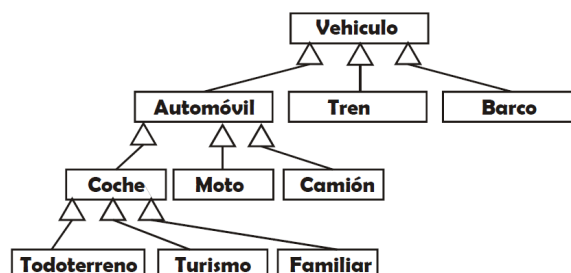 Vehiculo
Automóvil
Tren
Barco
Coche
Moto
Camión
Todoterreno
Turismo
Familiar